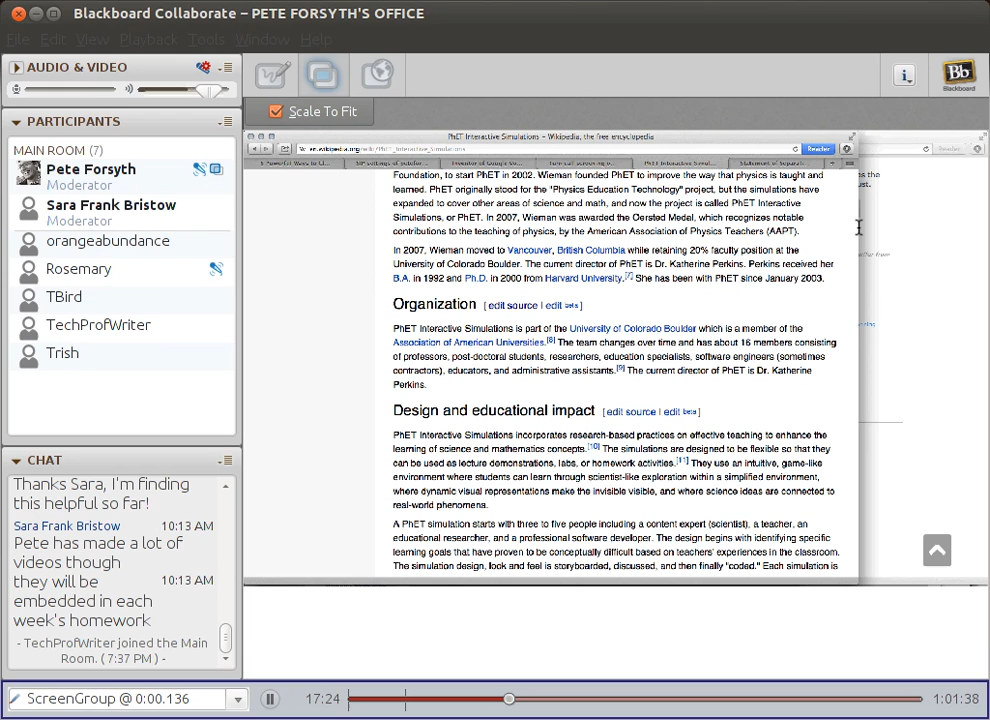 Blackboard Collaborate – PETE FORSYTH'S OFFICE
File Edit View Playback Tools Window Help
AUDIO & VIDEO
PARTICIPANTS
MAIN ROOM (7)
Pete Forsyth
Moderator
Sara Frank Bristow
Moderator
orangeabundance
Rosemary
TBird
TechProfWriter
Trish
CHAT
Thanks Sara, I'm finding
this helpful so far!
Sara Frank Bristow 10:13 AM
Pete has made a lot of
videos though
they will be 10:13 AM
embedded in each
week's homework
- TechProfWriter joined the Main
Room. ( 7:37 PM ) -
Bb
Blackboard
Scale To Fit
PhET Interactive Simulations – Wikipedia, the free encyclopedia
en.wikipedia.org/wiki/PhET_Interactive_Simulations
Reader
Reader
PhET Interactive Simul...
Foundation, to start PhET in 2002. Wieman founded PhET to improve the way that physics is taught and
learned. PhET originally stood for the "Physics Education Technology" project, but the simulations have
expanded to cover other areas of science and math, and now the project is called PhET Interactive
Simulations, or PhET. In 2007, Wieman was awarded the Oersted Medal, which recognizes notable
contributions to the teaching of physics, by the American Association of Physics Teachers (AAPT).
In 2007, Wieman moved to Vancouver, British Columbia while retaining 20% faculty position at the
University of Colorado Boulder. The current director of PhET is Dr. Katherine Perkins. Perkins received her
B.A. in 1992 and Ph.D. in 2000 from Harvard University.[7] She has been with PhET since January 2003.
Organization [ edit source | edit beta ]
PhET Interactive Simulations is part of the University of Colorado Boulder which is a member of the
Association of American Universities.[8] The team changes over time and has about 16 members consisting
of professors, post-doctoral students, researchers, education specialists, software engineers (sometimes
contractors), educators, and administrative assistants.[9] The current director of PhET is Dr. Katherine
Perkins.
Design and educational impact [ edit source | edit beta ]
PhET Interactive Simulations incorporates research-based practices on effective teaching to enhance the
learning of science and mathematics concepts.[10] The simulations are designed to be flexible so that they
can be used as lecture demonstrations, labs, or homework activities.[11] They use an intuitive, game-like
environment where students can learn through scientist-like exploration within a simplified environment,
where dynamic visual representations make the invisible visible, and where science ideas are connected to
real-world phenomena.
A PhET simulation starts with three to five people including a content expert (scientist), a teacher, an
educational researcher, and a professional software developer. The design begins with identifying specific
learning goals that have proven to be conceptually difficult based on teachers' experiences in the classroom.
The simulation design, look and feel is storyboarded, discussed, and then finally "coded." Each simulation is
ScreenGroup @ 0:00.136
17:24
1:01:38